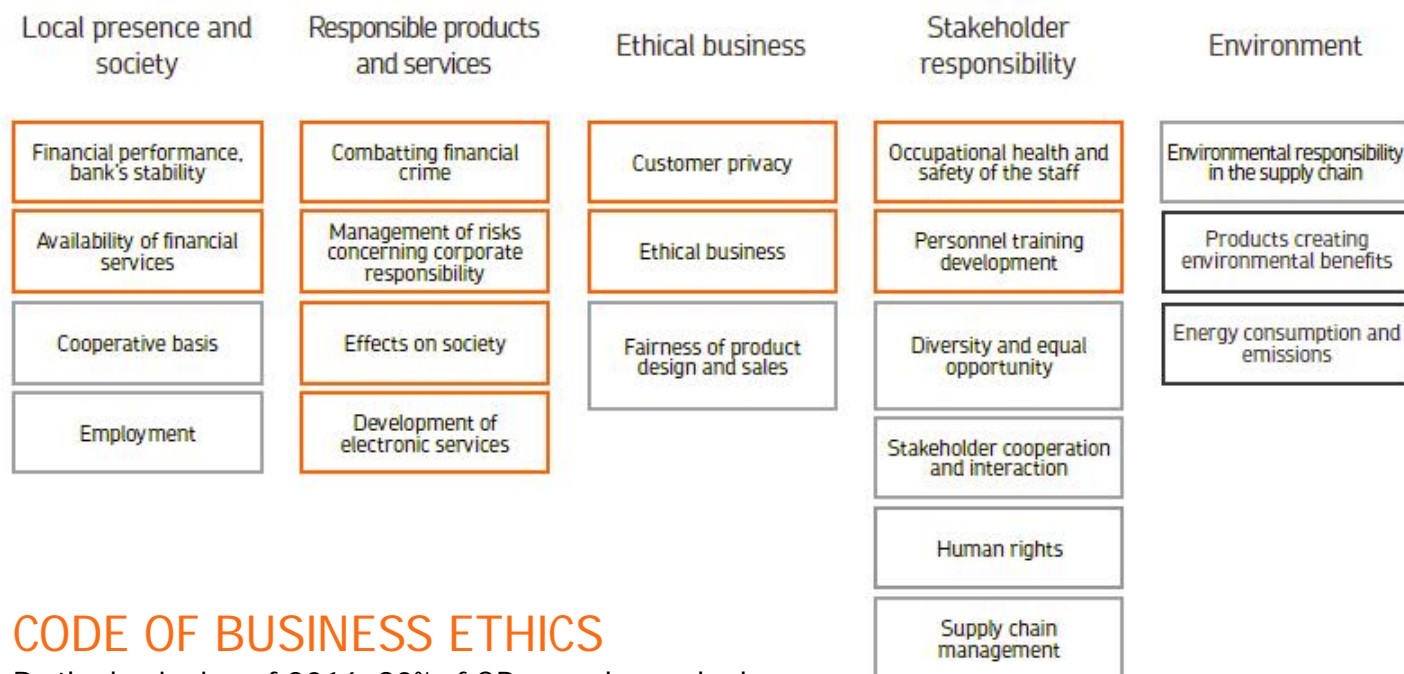 Local presence and
society
Financial performance,
bank's stability
Availability of financial
services
Cooperative basis
Employment
Responsible products
and services
Combatting financial
crime
Management of risks
concerning corporate
responsibility
Effects on society
Development of
electronic services
Ethical business
Customer privacy
Ethical business
Fairness of product
design and sales
Stakeholder
responsibility
Occupational health and
safety of the staff
Personnel training
development
Diversity and equal
opportunity
Stakeholder cooperation
and interaction
Human rights
Supply chain
management
Environment
Environmental responsibility
in the supply chain
Products creating
environmental benefits
Energy consumption and
emissions
CODE OF BUSINESS ETHICS